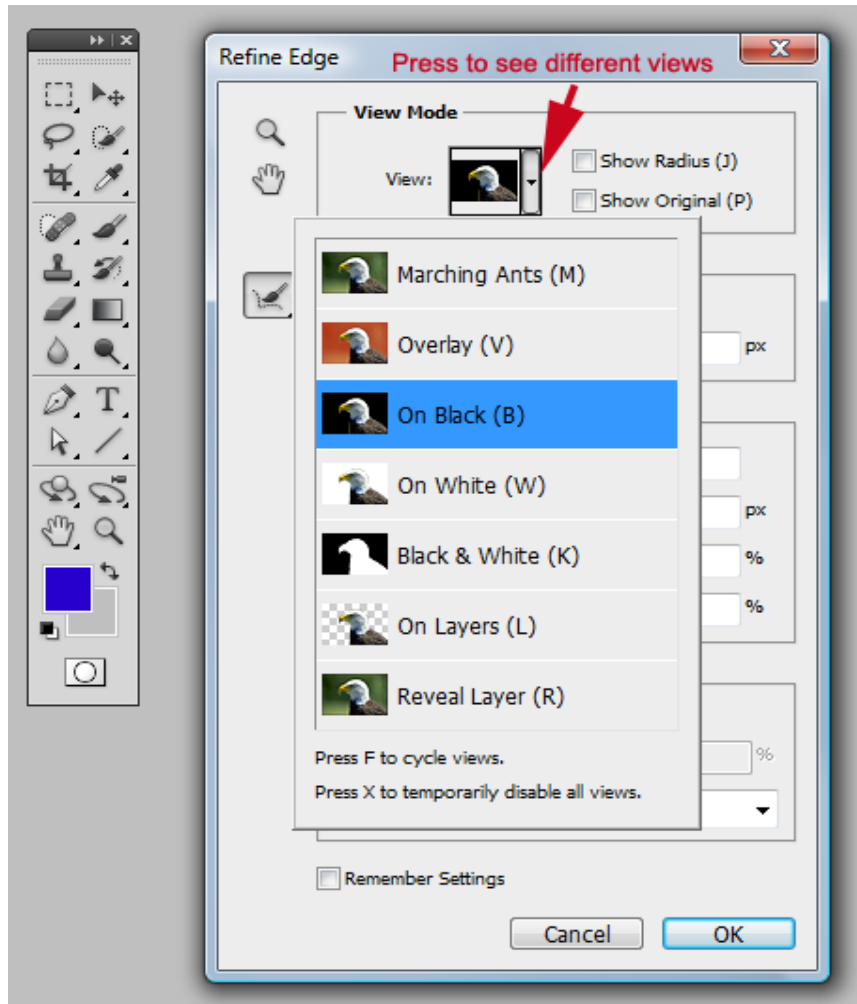 Refine Edge
Press to see different views
View Mode
View:
Show Radius (J)
Show Original (P)
Marching Ants (M)
Overlay (V)
px
On Black (B)
On White (W)
px
Black & White (K)
%
On Layers (L)
%
Reveal Layer (R)
Press F to cycle views.
%
Press X to temporarily disable all views.
Remember Settings
Cancel
OK
T